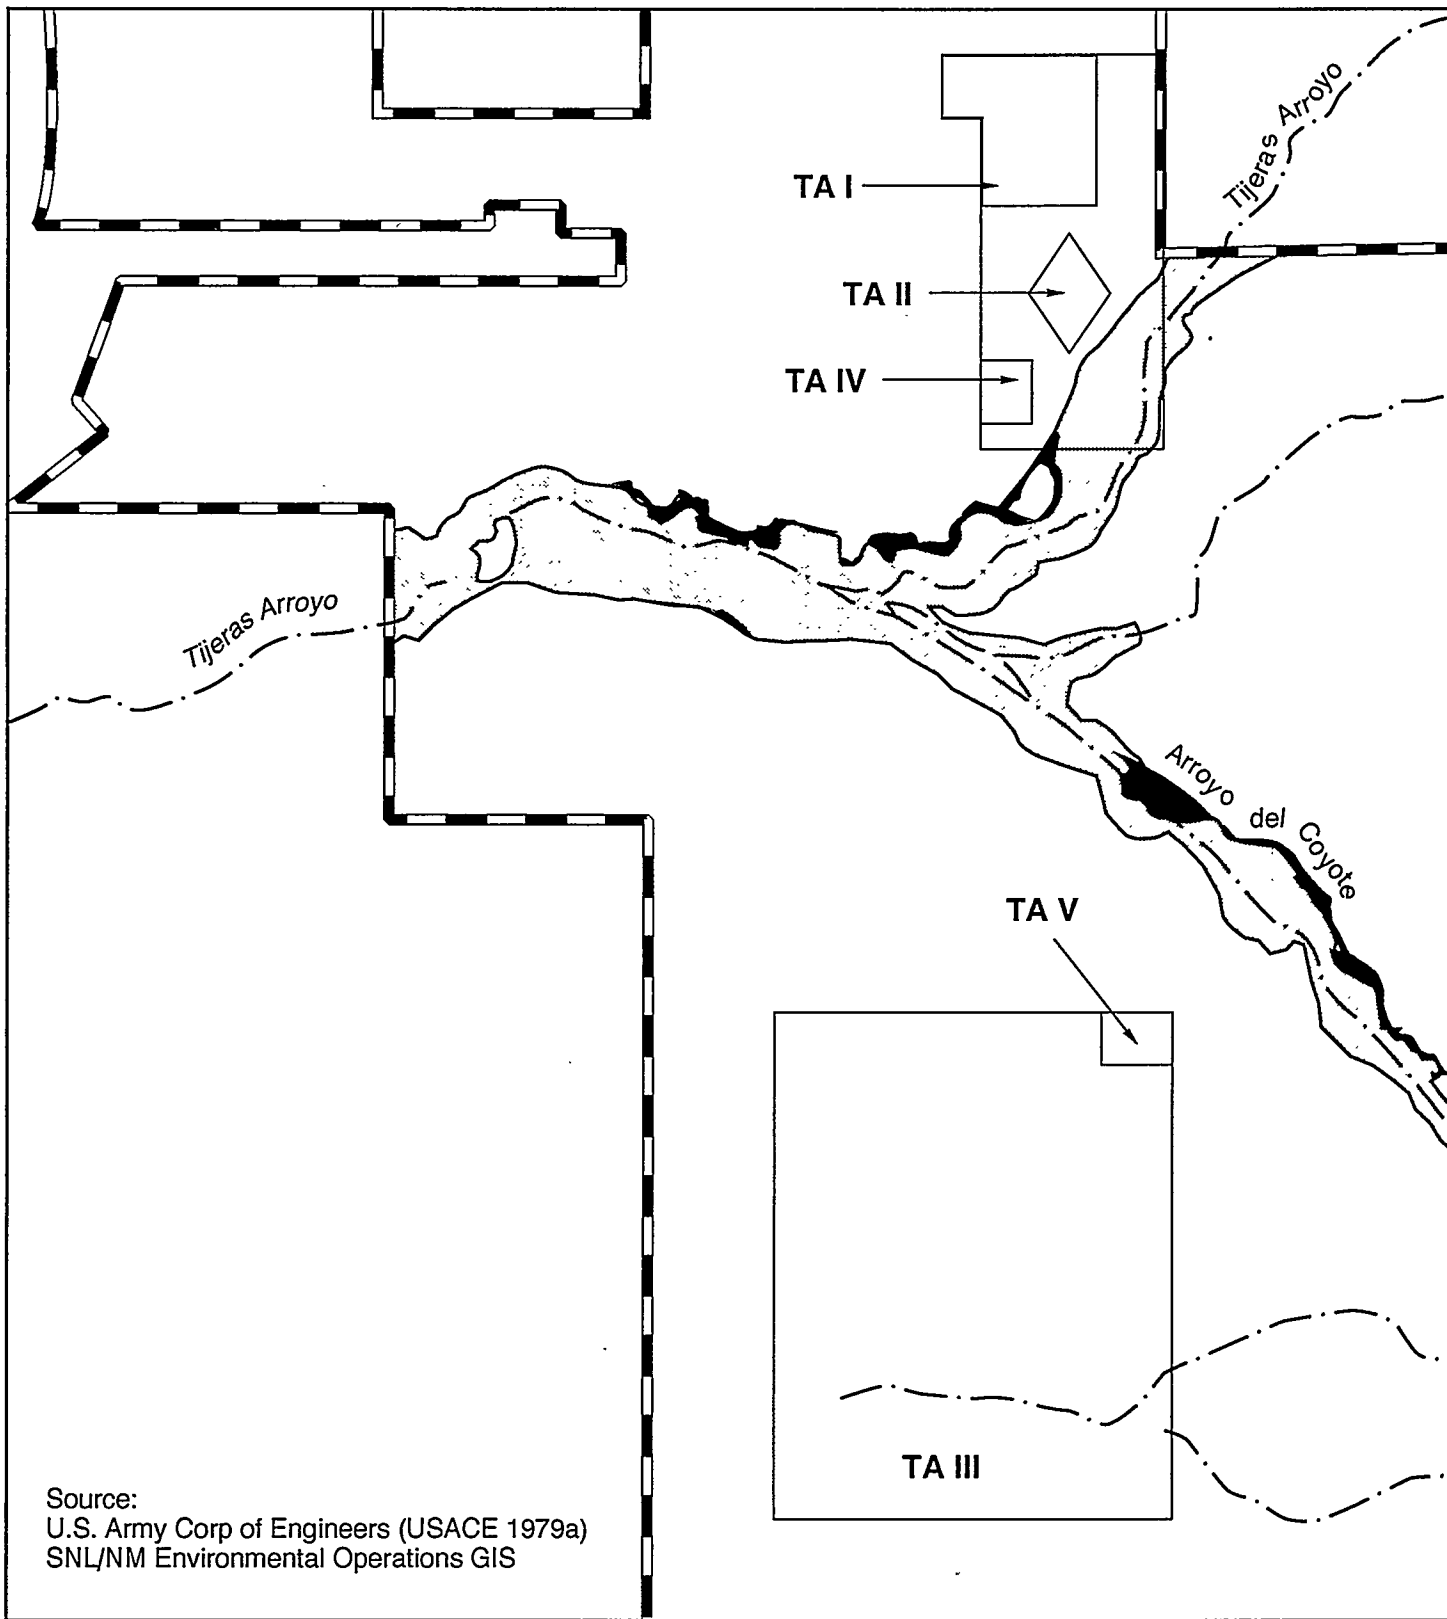 Tijeras Arroyo
TA I
TA II
TA IV
Tijeras Arroyo
Arroyo del Coyote
TA V
TA III
Source:
U.S. Army Corp of Engineers (USACE 1979a)
SNL/NM Environmental Operations GIS